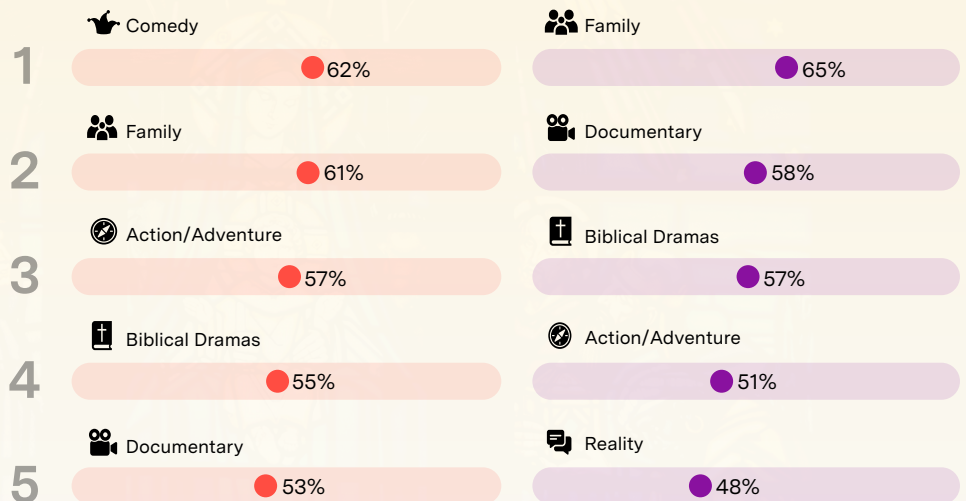 Comedy
Family
1
62%
65%
Family
Documentary
2
61%
58%
Action/Adventure
Biblical Dramas
3
57%
57%
Biblical Dramas
Action/Adventure
4
55%
51%
Documentary
Reality
5
53%
48%